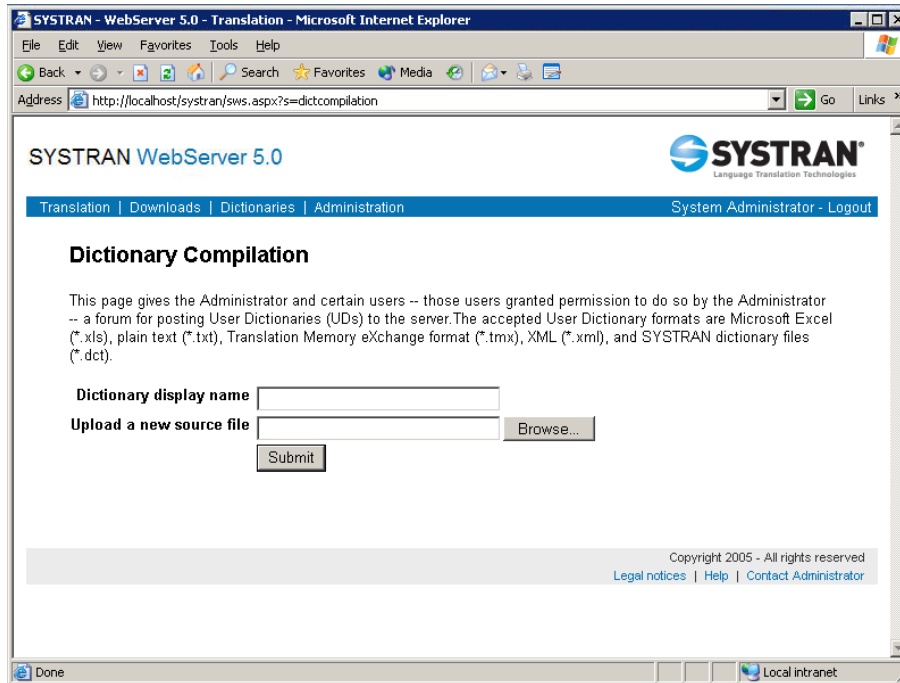 SYSTRAN - WebServer 5.0 - Translation - Microsoft Internet Explorer
File Edit View Favorites Tools Help
Back Search Favorites Media
Address http://localhost/systran/sws.aspx?s=dictcompilation Go Links »
SYSTRAN WebServer 5.0
SYSTRAN®
Language Translation Technologies
Translation | Downloads | Dictionaries | Administration System Administrator - Logout
Dictionary Compilation
This page gives the Administrator and certain users -- those users granted permission to do so by the Administrator
-- a forum for posting User Dictionaries (UDs) to the server.The accepted User Dictionary formats are Microsoft Excel
(*.xls), plain text (*.txt), Translation Memory eXchange format (*.tmx), XML (*.xml), and SYSTRAN dictionary files
(*.dct).
Dictionary display name
Upload a new source file Browse...
Submit
Copyright 2005 - All rights reserved
Legal notices | Help | Contact Administrator
Done Local intranet